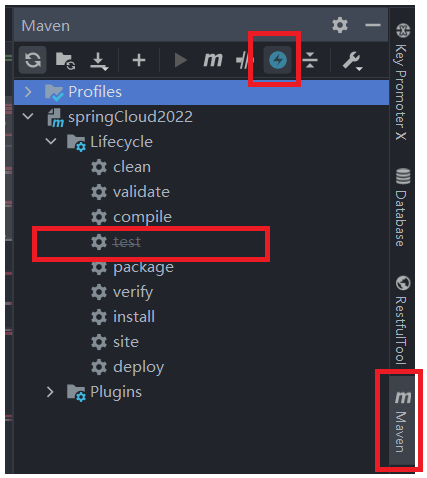 Maven
Profiles
springCloud2022
Lifecycle
clean
validate
compile
test
package
verify
install
site
deploy
Plugins
Key Promoter X
Database
RestfulTool
Maven